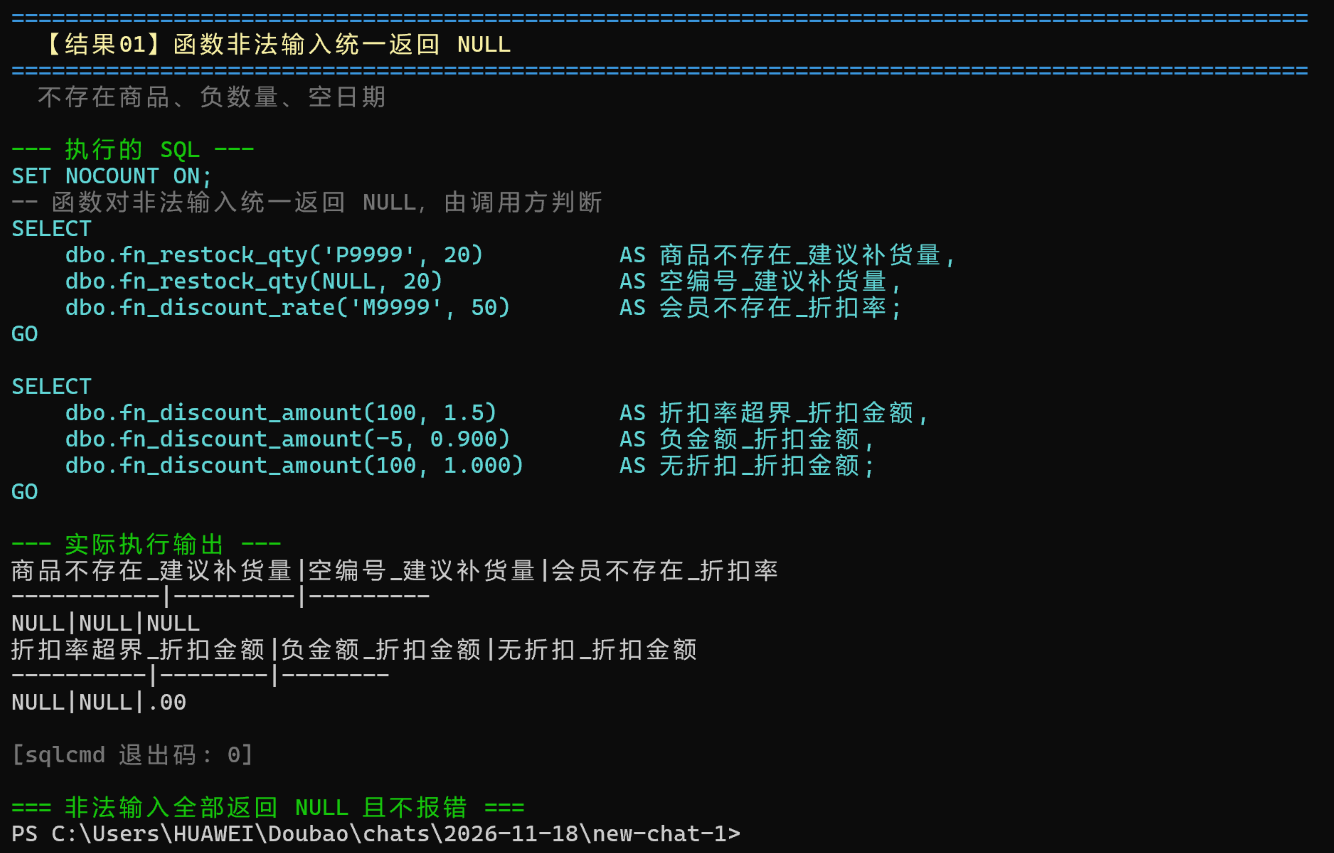 ================================================================================================
【结果01】函数非法输入统一返回 NULL
================================================================================================
不存在商品、负数量、空日期
--- 执行的 SQL ---
SET NOCOUNT ON;
-- 函数对非法输入统一返回 NULL，由调用方判断
SELECT
    dbo.fn_restock_qty('P9999', 20)          AS 商品不存在_建议补货量,
    dbo.fn_restock_qty(NULL, 20)             AS 空编号_建议补货量,
    dbo.fn_discount_rate('M9999', 50)        AS 会员不存在_折扣率;
GO
SELECT
    dbo.fn_discount_amount(100, 1.5)         AS 折扣率超界_折扣金额,
    dbo.fn_discount_amount(-5, 0.900)        AS 负金额_折扣金额,
    dbo.fn_discount_amount(100, 1.000)       AS 无折扣_折扣金额;
GO
--- 实际执行输出 ---
商品不存在_建议补货量|空编号_建议补货量|会员不存在_折扣率
-----------|---------|---------
NULL|NULL|NULL
折扣率超界_折扣金额|负金额_折扣金额|无折扣_折扣金额
----------|--------|--------
NULL|NULL|.00
[sqlcmd 退出码: 0]
=== 非法输入全部返回 NULL 且不报错 ===
PS C:\Users\HUAWEI\Doubao\chats\2026-11-18\new-chat-1>